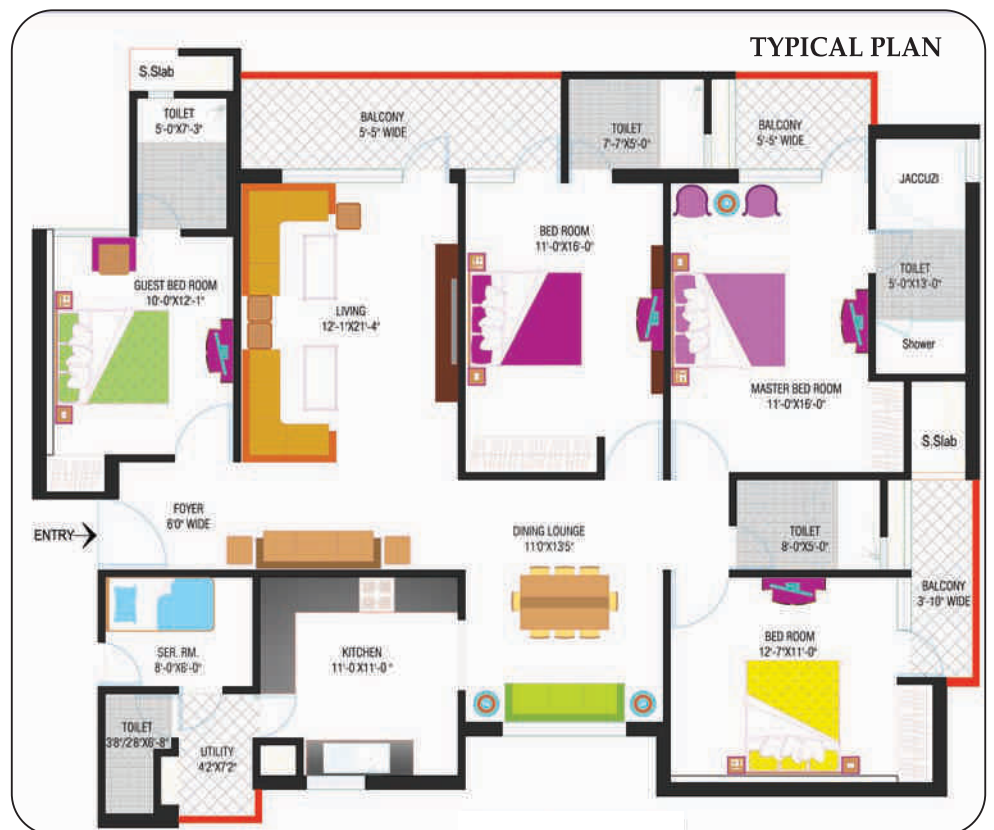 TYPICAL PLAN
S.Slab
TOILET
5'-0"X7'-3"
BALCONY
5'-5" WIDE
TOILET
7'-7"X5'-0"
BALCONY
5'-5" WIDE
JACCUZI
GUEST BED ROOM
10'-0"X12'-1"
LIVING
12'-1"X21'-4"
BED ROOM
11'-0"X16'-0"
TOILET
5'-0"X13'-0"
Shower
MASTER BED ROOM
11'-0"X16'-0"
S.Slab
ENTRY
FOYER
6'0" WIDE
DINING LOUNGE
11'0"X13'5"
TOILET
8'-0"X5'-0"
BALCONY
3'-10" WIDE
SER. RM.
8'-0"X6'-0"
KITCHEN
11'-0 X11'-0 "
BED ROOM
12'-7"X11'-0"
TOILET
3'8"/2'8"X6'-8"
UTILITY
4'2"X7'2"